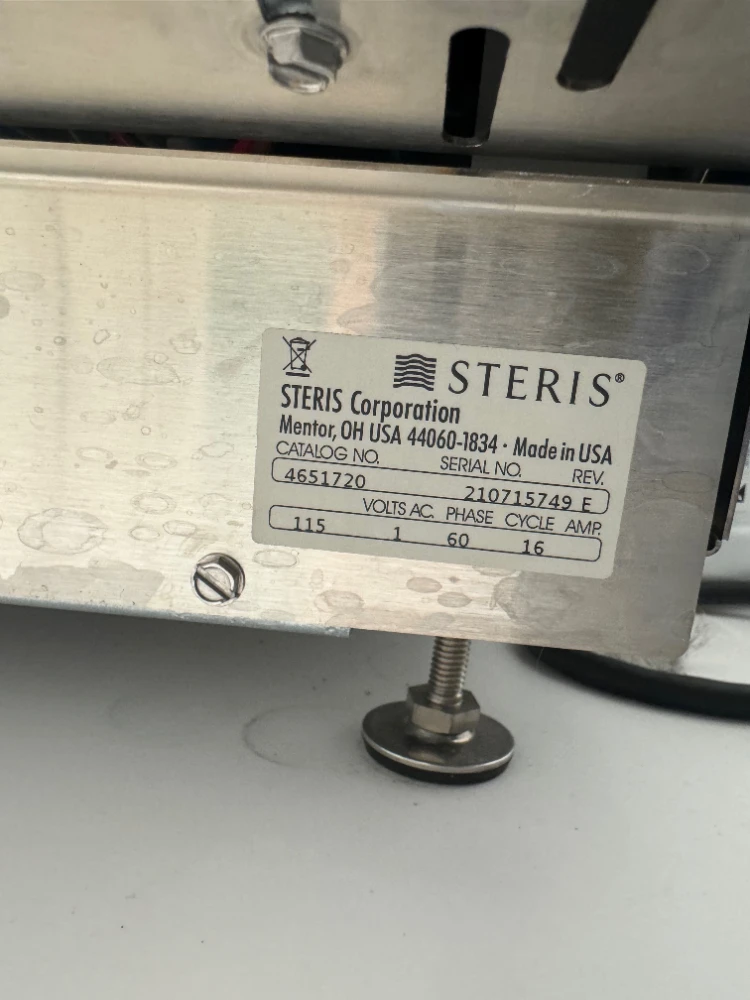 STERIS®
STERIS Corporation
Mentor, OH USA 44060-1834 · Made in USA
CATALOG NO. SERIAL NO. REV.
4651720 210715749 E
VOLTS AC. PHASE CYCLE AMP.
115 1 60 16